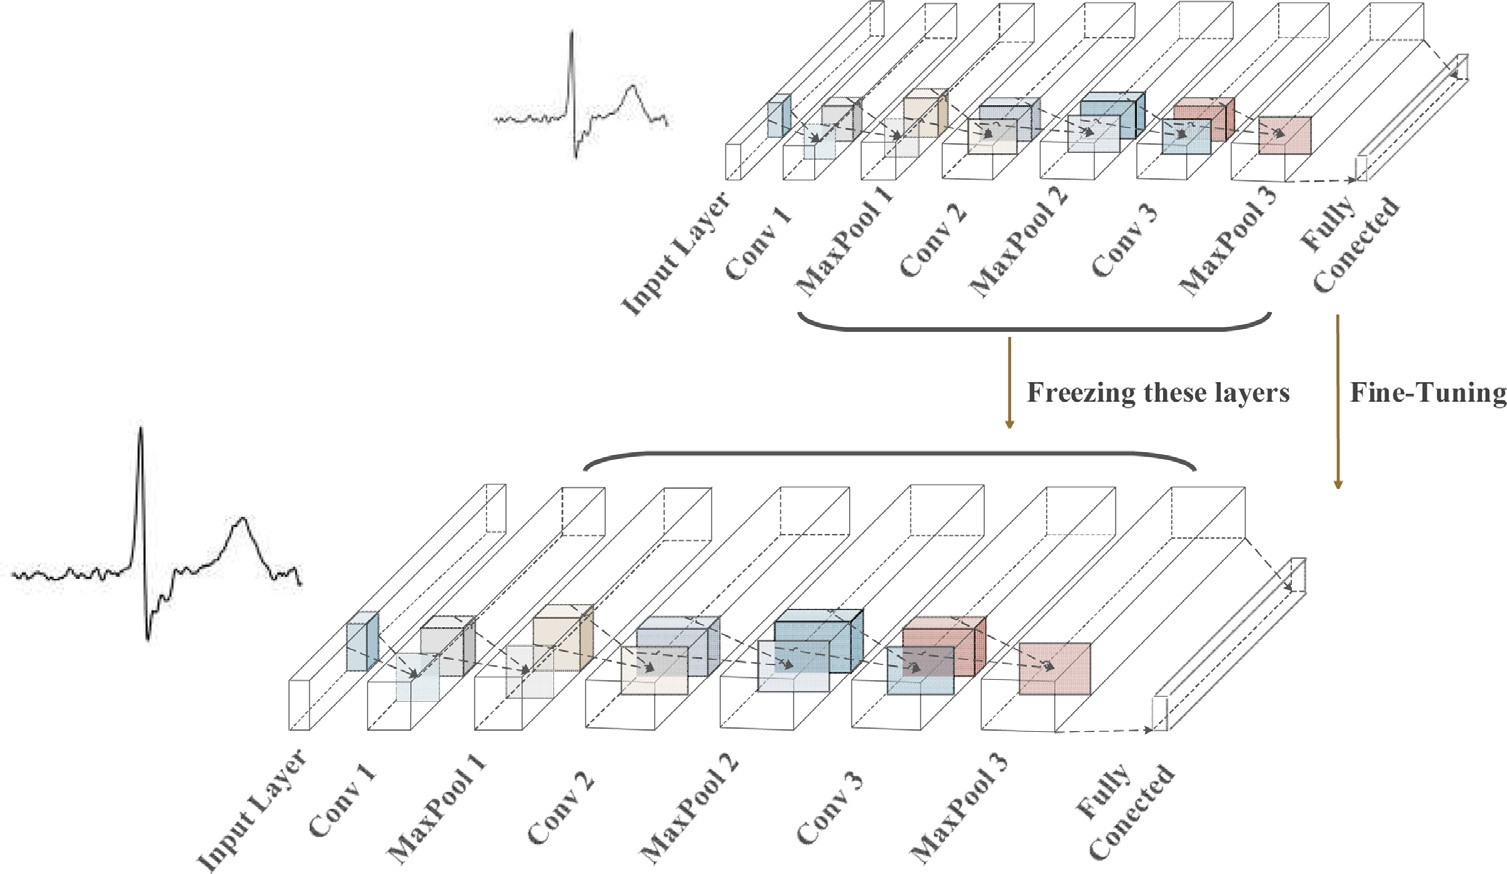 Input Layer
Conv 1
MaxPool 1
Conv 2
MaxPool 2
Conv 3
MaxPool 3
Fully
Conected
Freezing these layers
Fine-Tuning
Input Layer
Conv 1
MaxPool 1
Conv 2
MaxPool 2
Conv 3
MaxPool 3
Fully
Conected